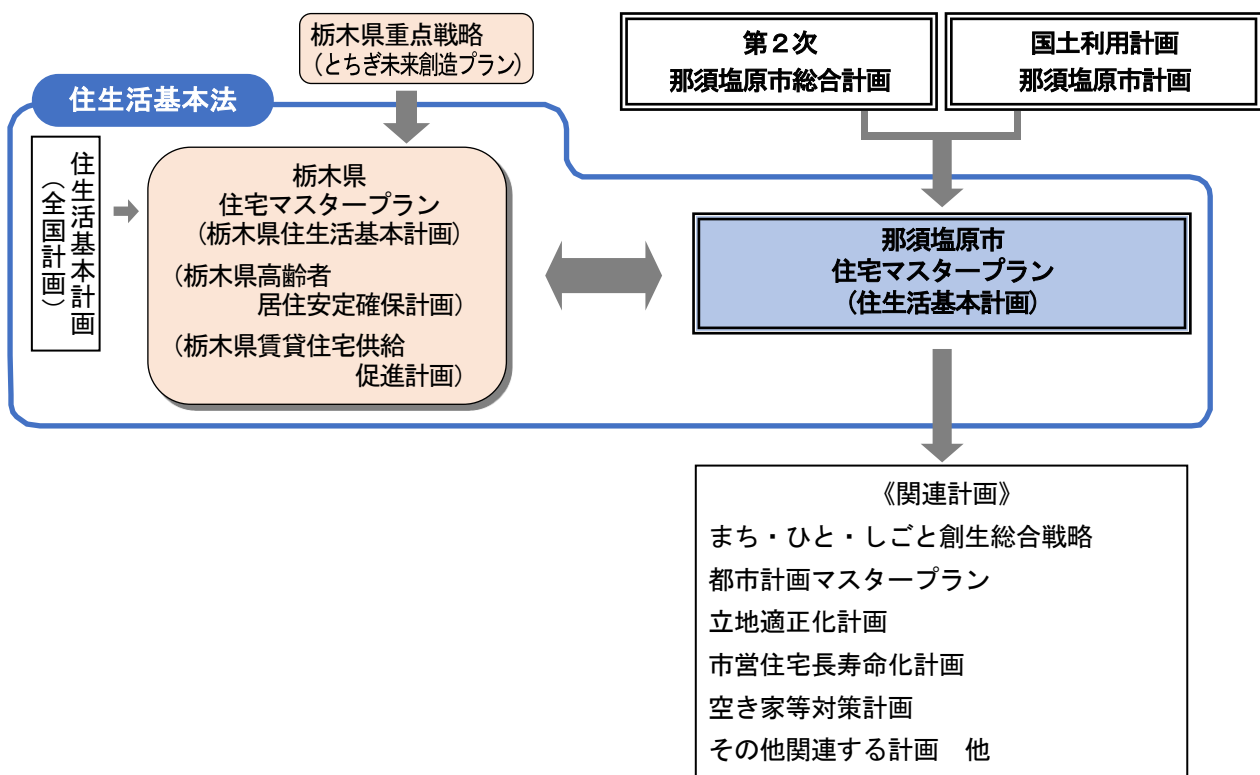 栃木県重点戦略
（とちぎ未来創造プラン）
第２次
那須塩原市総合計画
国土利用計画
那須塩原市計画
住生活基本法
住生活基本計画
（全国計画）
栃木県
住宅マスタープラン
（栃木県住生活基本計画）
（栃木県高齢者
居住安定確保計画）
（栃木県賃貸住宅供給
促進計画）
那須塩原市
住宅マスタープラン
（住生活基本計画）
《関連計画》
まち・ひと・しごと創生総合戦略
都市計画マスタープラン
立地適正化計画
市営住宅長寿命化計画
空き家等対策計画
その他関連する計画　他